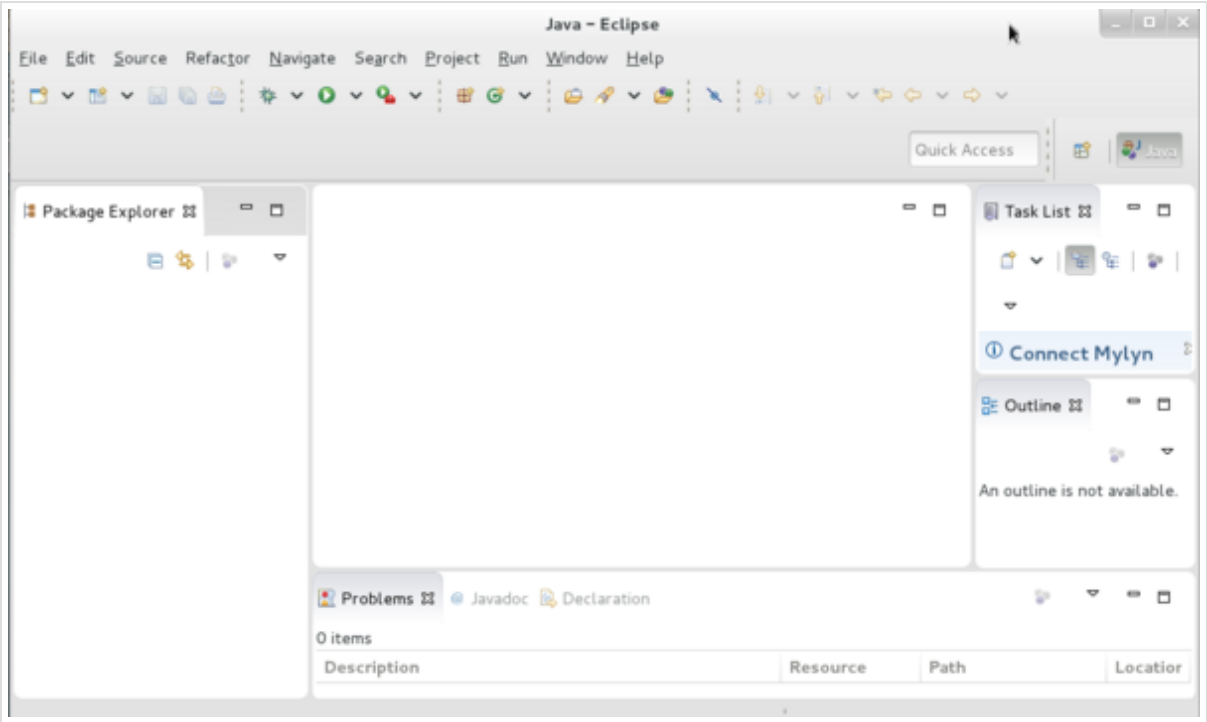 Java – Eclipse
File Edit Source Refactor Navigate Search Project Run Window Help
Quick Access
Java
Package Explorer
Task List
Connect Mylyn
Outline
An outline is not available.
Problems Javadoc Declaration
0 items
Description Resource Path Location